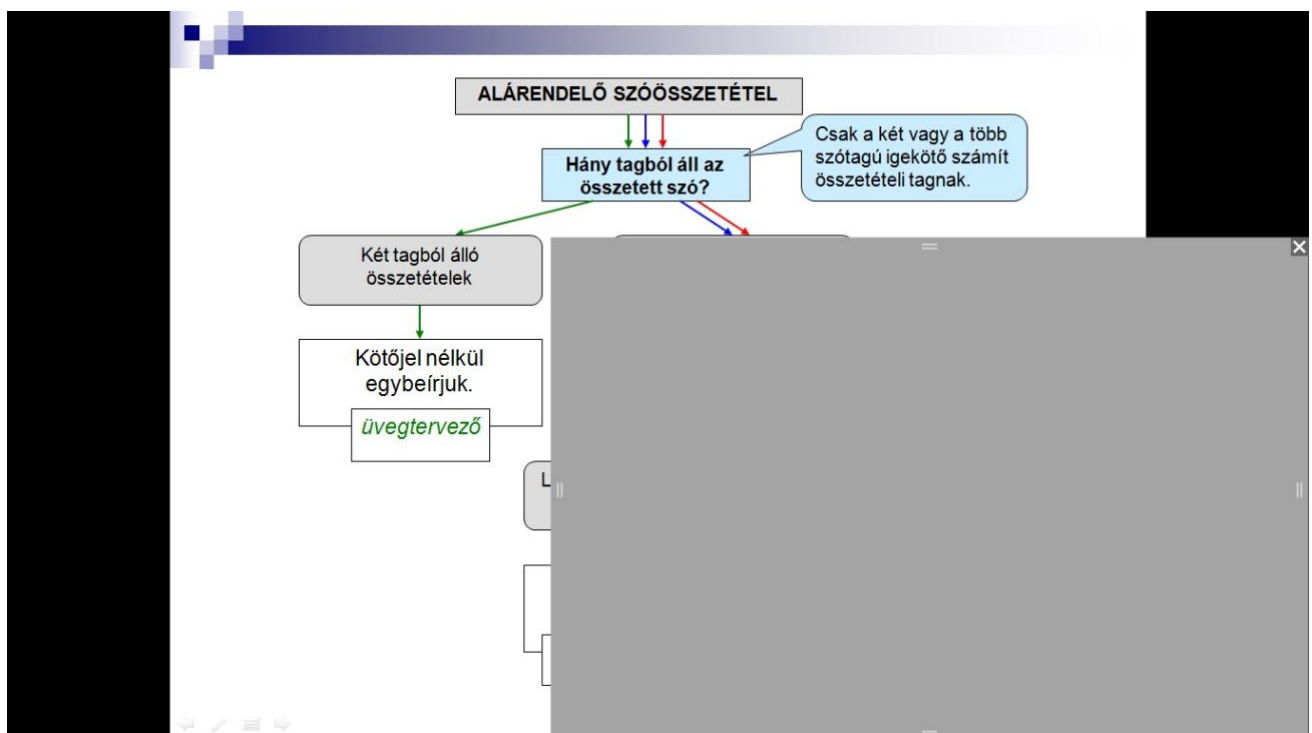 ALÁRENDELŐ SZÓÖSSZETÉTEL
Csak a két vagy a több
szótagú igekötő számít
összetételi tagnak.
Hány tagból áll az
összetett szó?
Két tagból álló
összetételek
Kötőjel nélkül
egybeírjuk.
üvegtervező
L